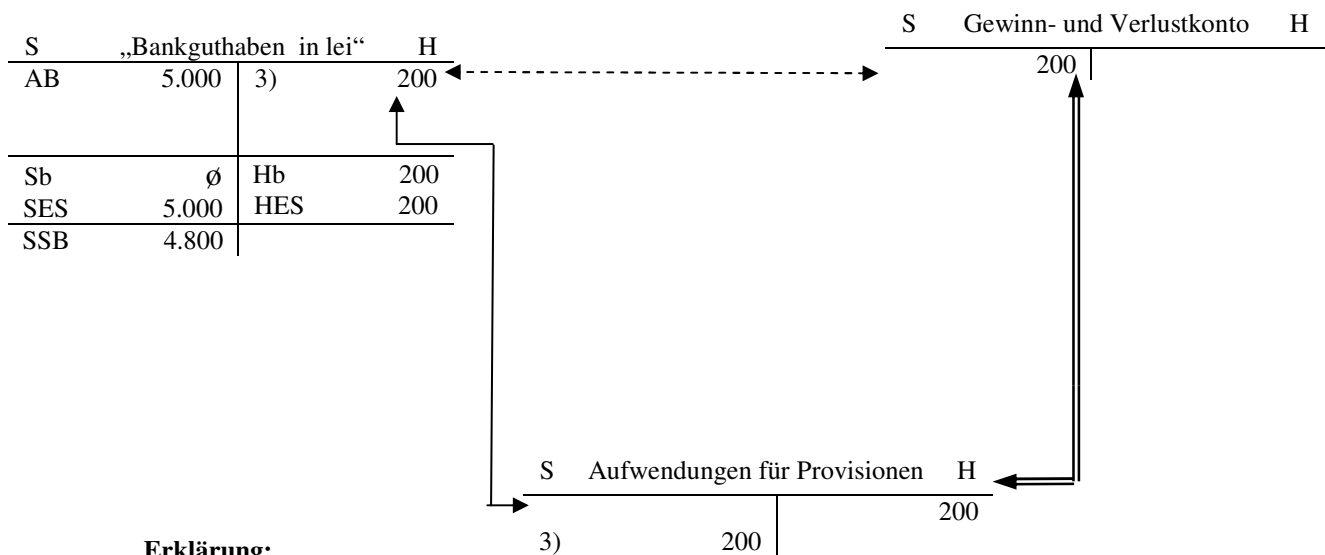 S „Bankguthaben in lei“ H
AB 5.000 3) 200
Sb ø Hb 200
SES 5.000 HES 200
SSB 4.800
S Gewinn- und Verlustkonto H
200
S Aufwendungen für Provisionen H
200
3) 200
Erklärung: